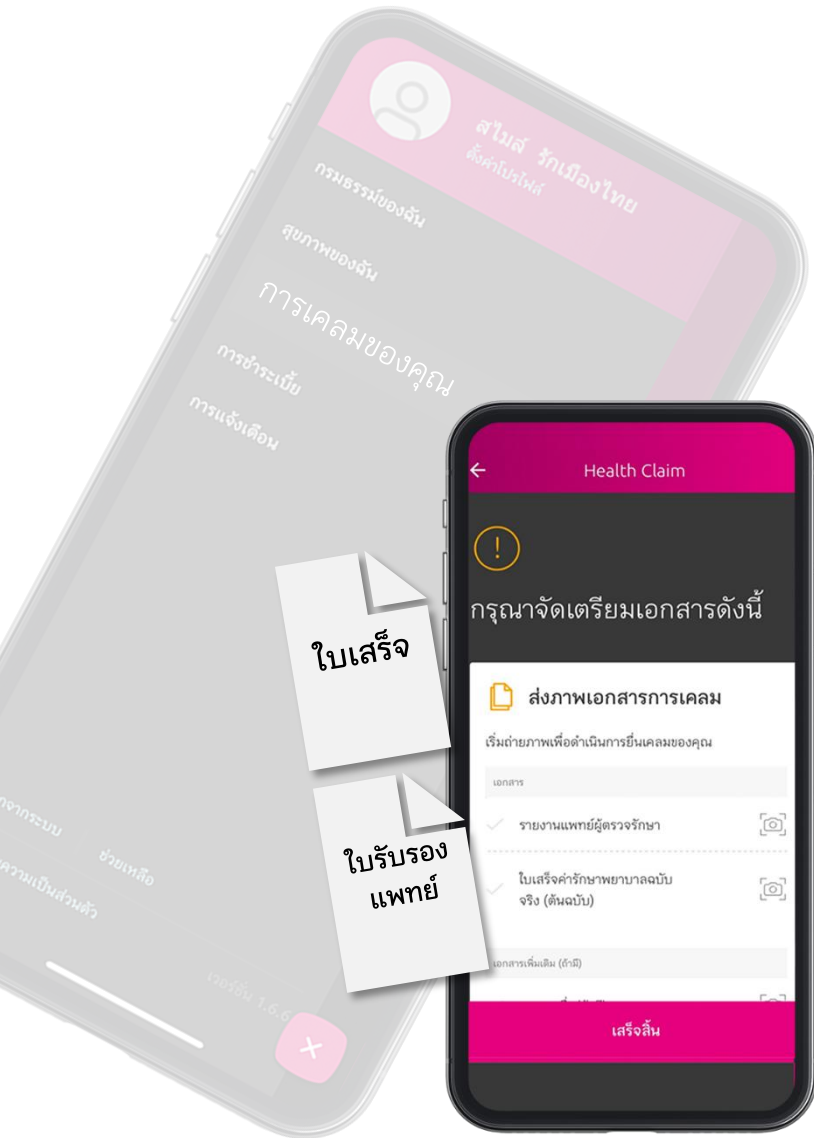 สไมล์ รักเมืองไทย
ตั้งค่าโปรไฟล์
กรมธรรม์ของฉัน
สุขภาพของฉัน
การเคลมของคุณ
การชำระเบี้ย
การแจ้งเตือน
ช่วยเหลือ
เวอร์ชั่น 1.6.6
ใบเสร็จ
ใบรับรอง
แพทย์
Health Claim
กรุณาจัดเตรียมเอกสารดังนี้
ส่งภาพเอกสารการเคลม
เริ่มถ่ายภาพเพื่อดำเนินการยื่นเคลมของคุณ
เอกสาร
รายงานแพทย์ผู้ตรวจรักษา
ใบเสร็จค่ารักษาพยาบาลฉบับ
จริง (ต้นฉบับ)
เอกสารเพิ่มเติม (ถ้ามี)
เสร็จสิ้น